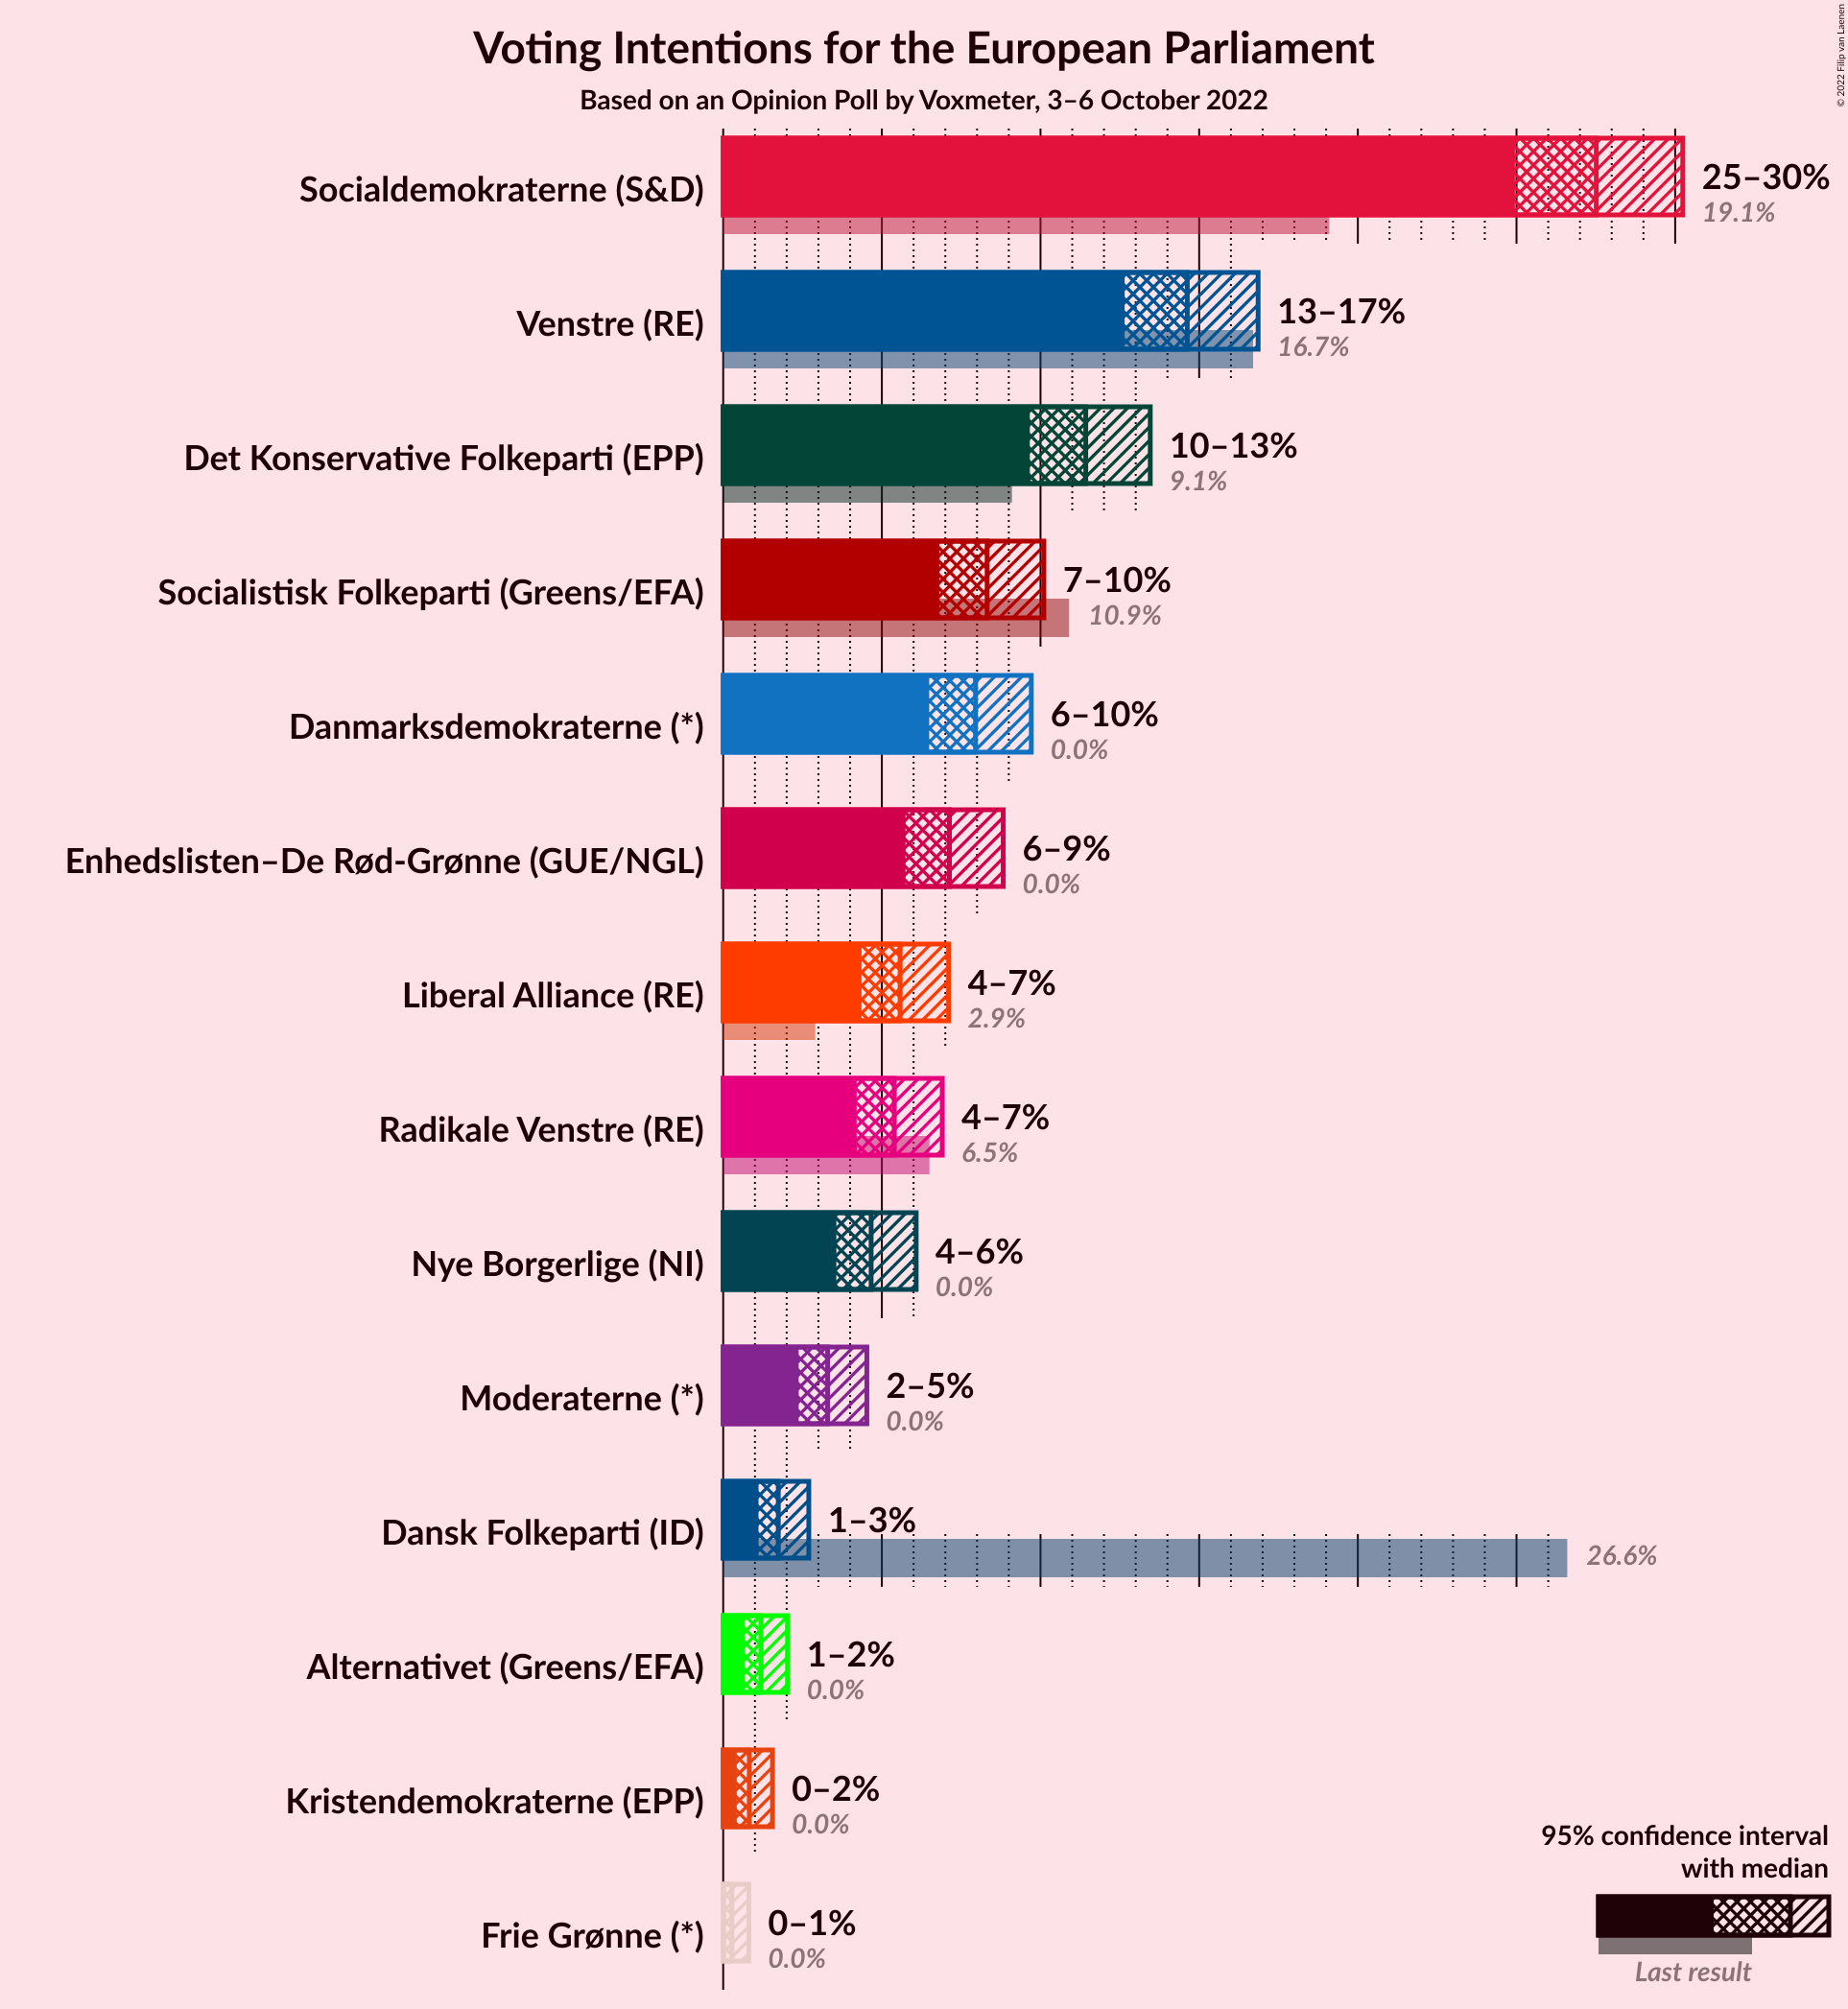 Voting Intentions for the European Parliament
Based on an Opinion Poll by Voxmeter, 3–6 October 2022
© 2022 Filip van Laenen
Socialdemokraterne (S&D)
25–30%
19.1%
Venstre (RE)
13–17%
16.7%
Det Konservative Folkeparti (EPP)
10–13%
9.1%
Socialistisk Folkeparti (Greens/EFA)
7–10%
10.9%
Danmarksdemokraterne (*)
6–10%
0.0%
Enhedslisten–De Rød-Grønne (GUE/NGL)
6–9%
0.0%
Liberal Alliance (RE)
4–7%
2.9%
Radikale Venstre (RE)
4–7%
6.5%
Nye Borgerlige (NI)
4–6%
0.0%
Moderaterne (*)
2–5%
0.0%
Dansk Folkeparti (ID)
1–3%
26.6%
Alternativet (Greens/EFA)
1–2%
0.0%
Kristendemokraterne (EPP)
0–2%
0.0%
Frie Grønne (*)
0–1%
0.0%
95% confidence interval
with median
Last result